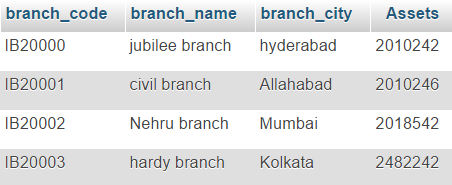 branch_code branch_name branch_city Assets
IB20000 jubilee branch hyderabad 2010242
IB20001 civil branch Allahabad 2010246
IB20002 Nehru branch Mumbai 2018542
IB20003 hardy branch Kolkata 2482242